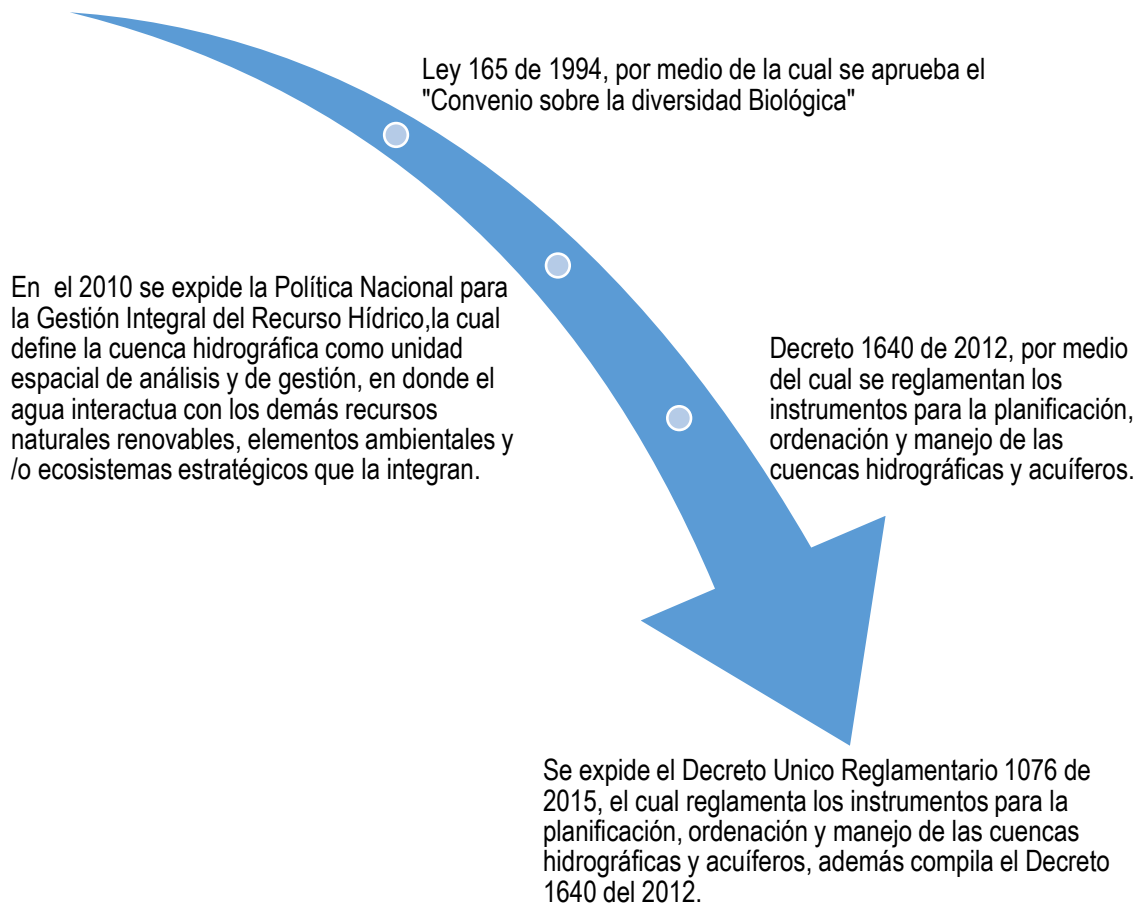 Ley 165 de 1994, por medio de la cual se aprueba el
"Convenio sobre la diversidad Biológica"
En  el 2010 se expide la Política Nacional para
la Gestión Integral del Recurso Hídrico,la cual
define la cuenca hidrográfica como unidad
espacial de análisis y de gestión, en donde el
agua interactua con los demás recursos
naturales renovables, elementos ambientales y
/o ecosistemas estratégicos que la integran.
Decreto 1640 de 2012, por medio
del cual se reglamentan los
instrumentos para la planificación,
ordenación y manejo de las
cuencas hidrográficas y acuíferos.
Se expide el Decreto Unico Reglamentario 1076 de
2015, el cual reglamenta los instrumentos para la
planificación, ordenación y manejo de las cuencas
hidrográficas y acuíferos, además compila el Decreto
1640 del 2012.